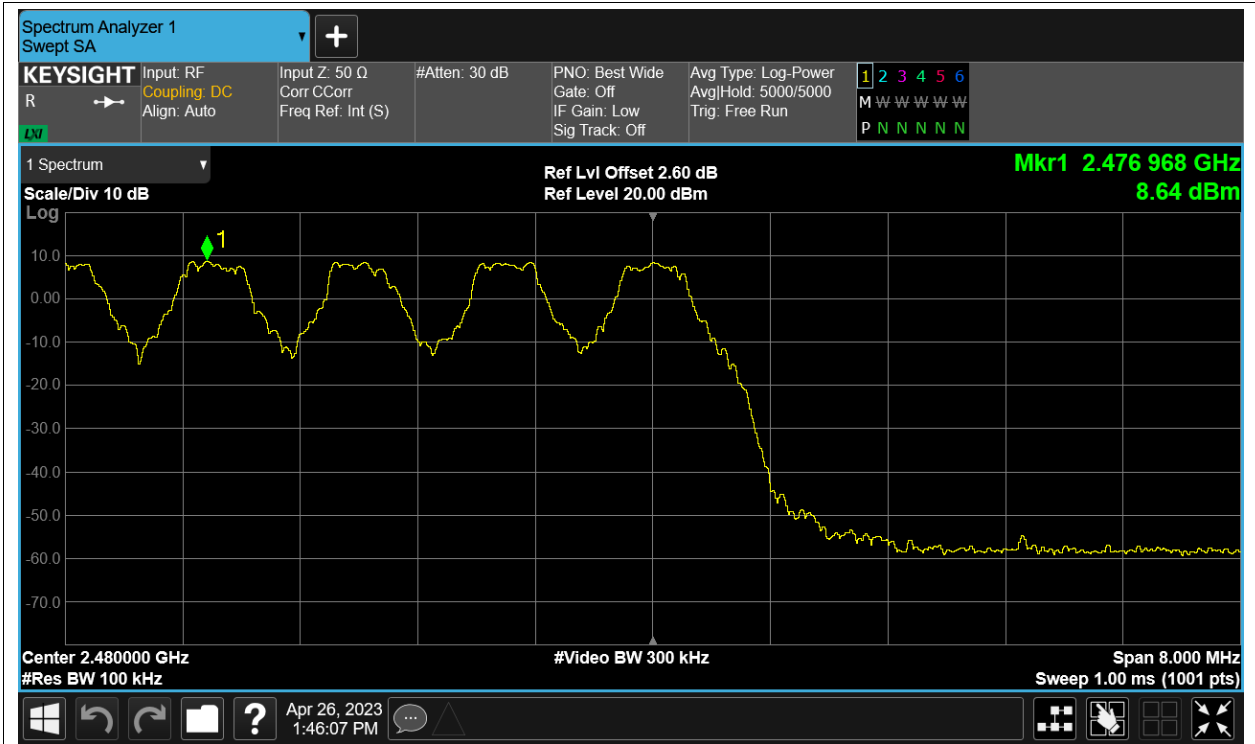 Spectrum Analyzer 1
Swept SA
KEYSIGHT
R
LXI
Input: RF
Coupling: DC
Align: Auto
Input Z: 50 Ω
Corr CCorr
Freq Ref: Int (S)
#Atten: 30 dB
PNO: Best Wide
Gate: Off
IF Gain: Low
Sig Track: Off
Avg Type: Log-Power
Avg|Hold: 5000/5000
Trig: Free Run
1 2 3 4 5 6
M W W W W W
P N N N N N
1 Spectrum
Scale/Div 10 dB
Log
Ref Lvl Offset 2.60 dB
Ref Level 20.00 dBm
Mkr1 2.476 968 GHz
8.64 dBm
1
10.0
0.00
-10.0
-20.0
-30.0
-40.0
-50.0
-60.0
-70.0
Center 2.480000 GHz
#Res BW 100 kHz
#Video BW 300 kHz
Span 8.000 MHz
Sweep 1.00 ms (1001 pts)
?
Apr 26, 2023
1:46:07 PM